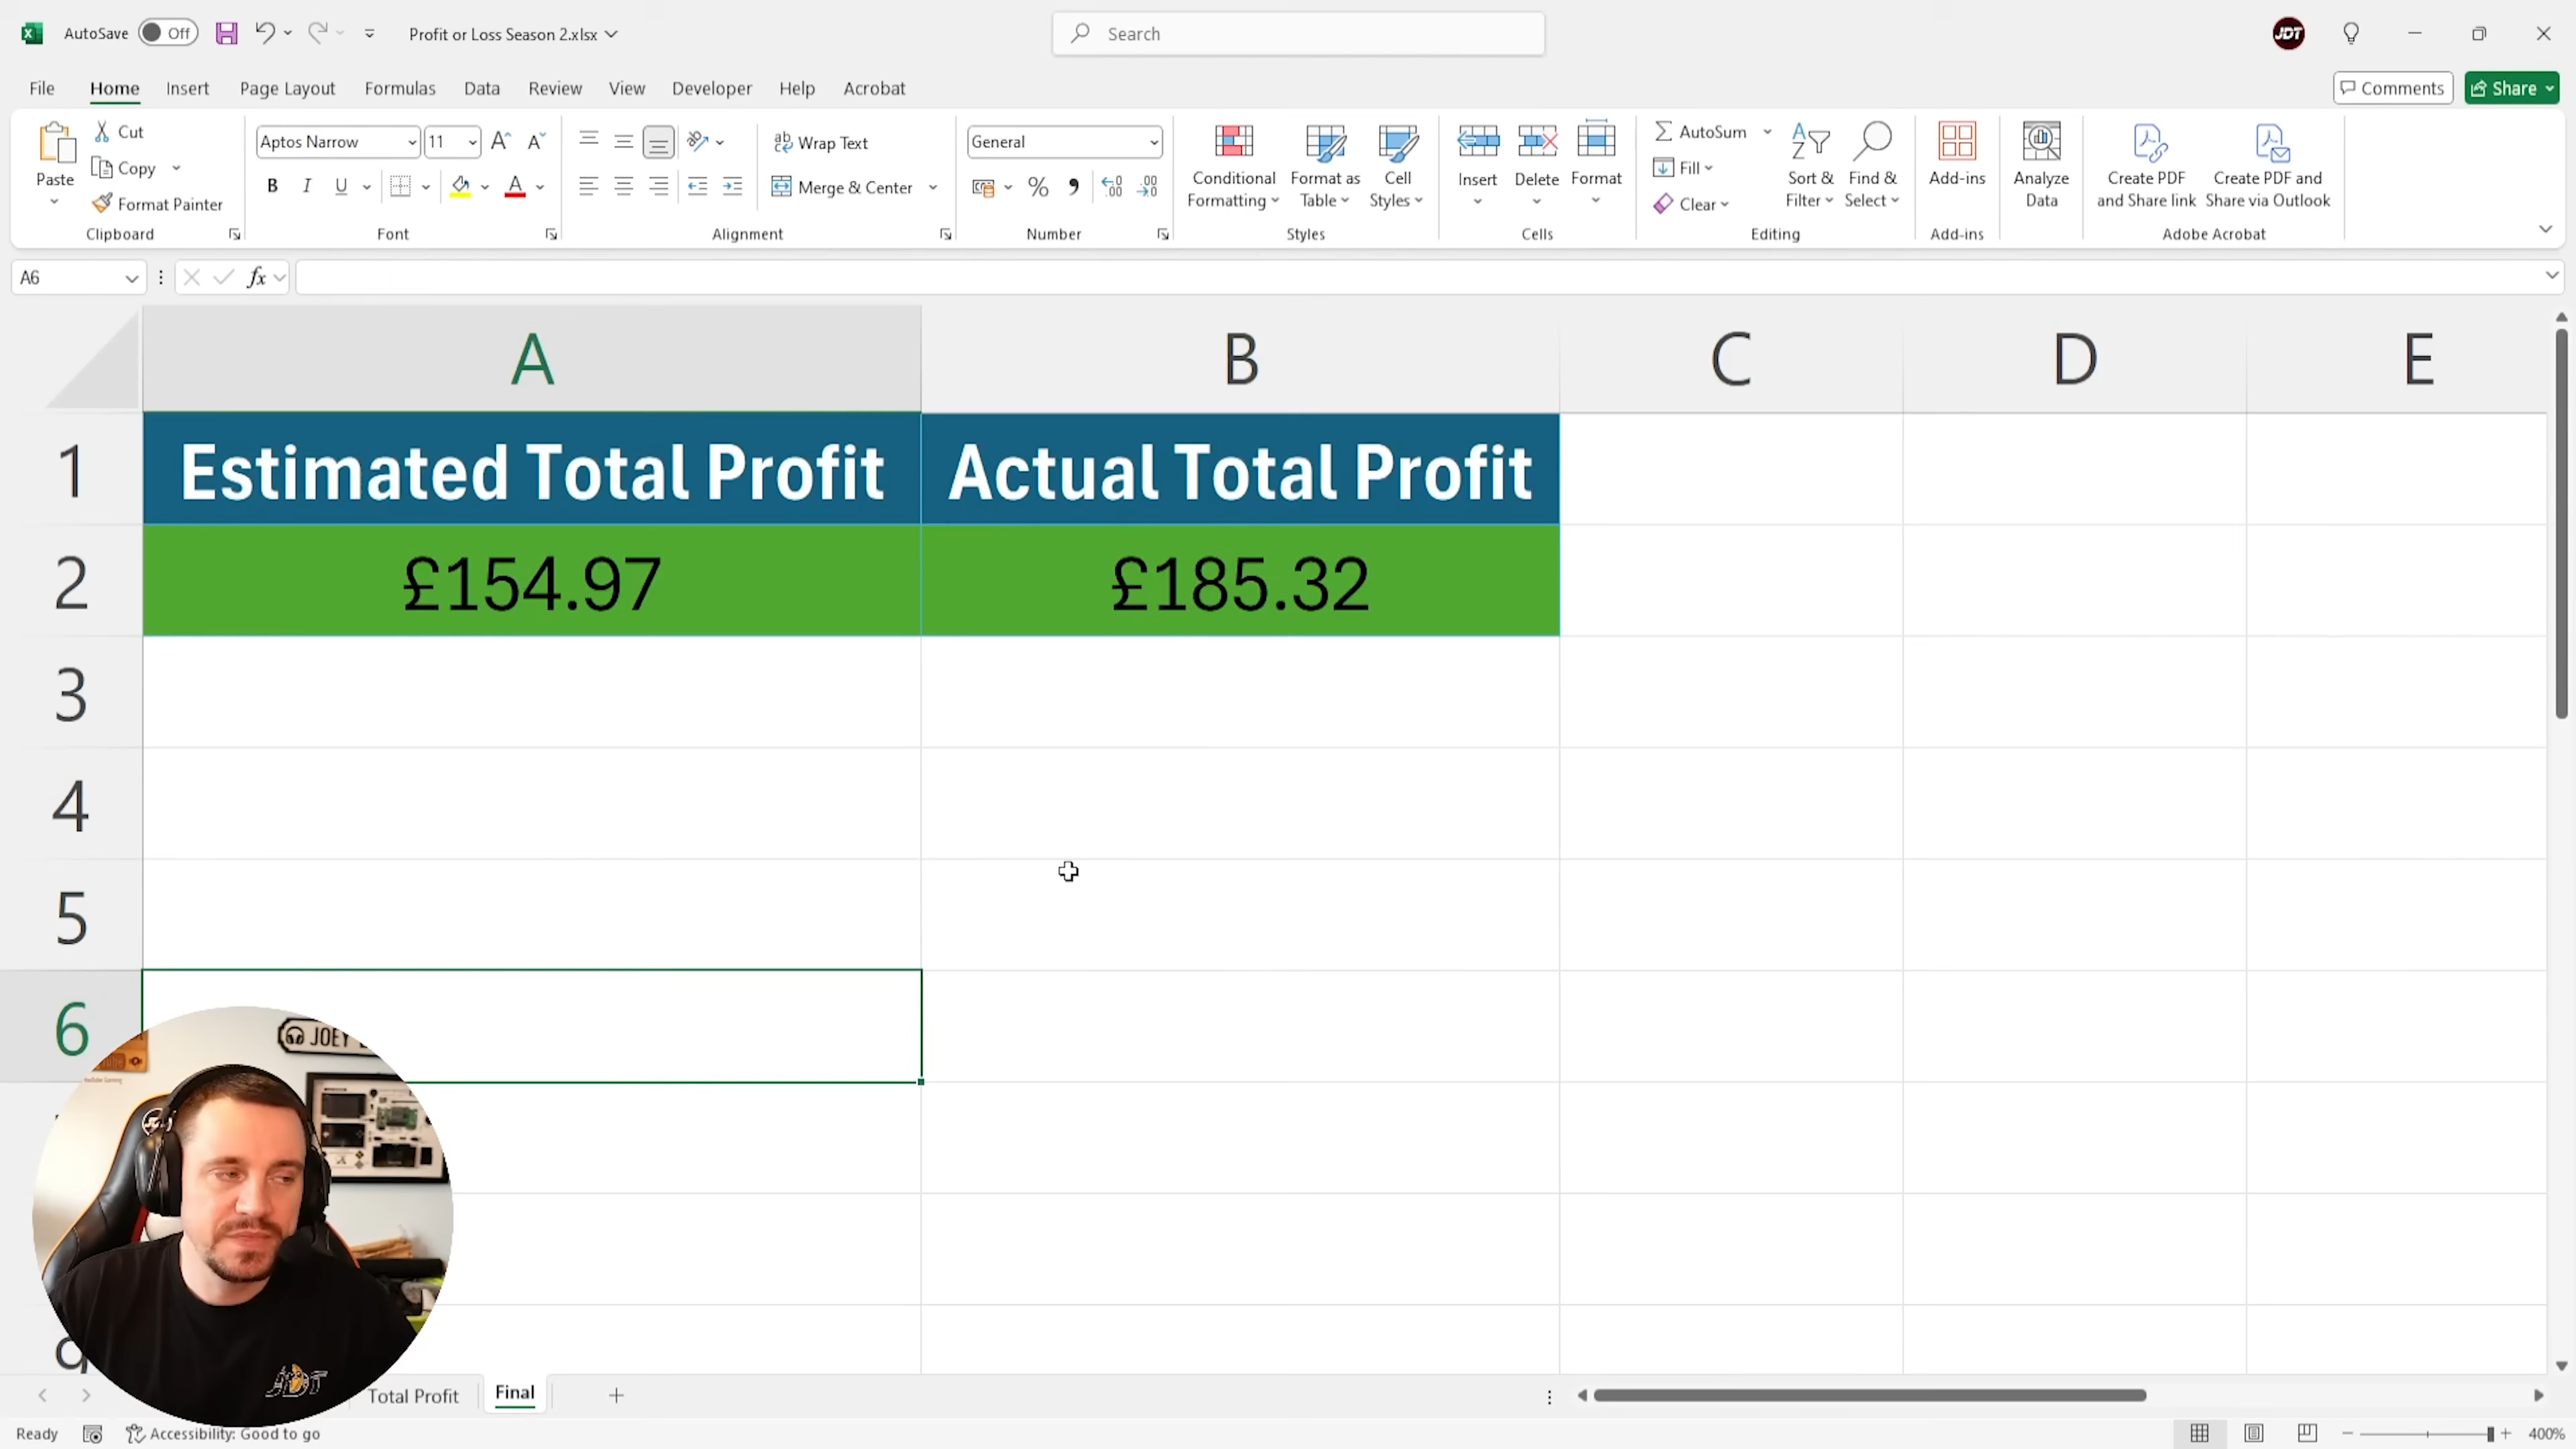 AutoSave Off Profit or Loss Season 2.xlsx Search JDT
File Home Insert Page Layout Formulas Data Review View Developer Help Acrobat Comments Share
Paste Cut Copy Format Painter Clipboard
Aptos Narrow 11 B I U A Font
Wrap Text Merge & Center Alignment
General % Number
Conditional Formatting Format as Table Cell Styles Styles
Insert Delete Format Cells
AutoSum Fill Clear Sort & Filter Find & Select Editing
Add-ins Add-ins
Analyze Data
Create PDF and Share link Create PDF and Share via Outlook Adobe Acrobat
A6 fx
A B C D E
1 Estimated Total Profit Actual Total Profit
2 £154.97 £185.32
3
4
5
6
JOEY
JDT
Total Profit Final
Ready Accessibility: Good to go 400%